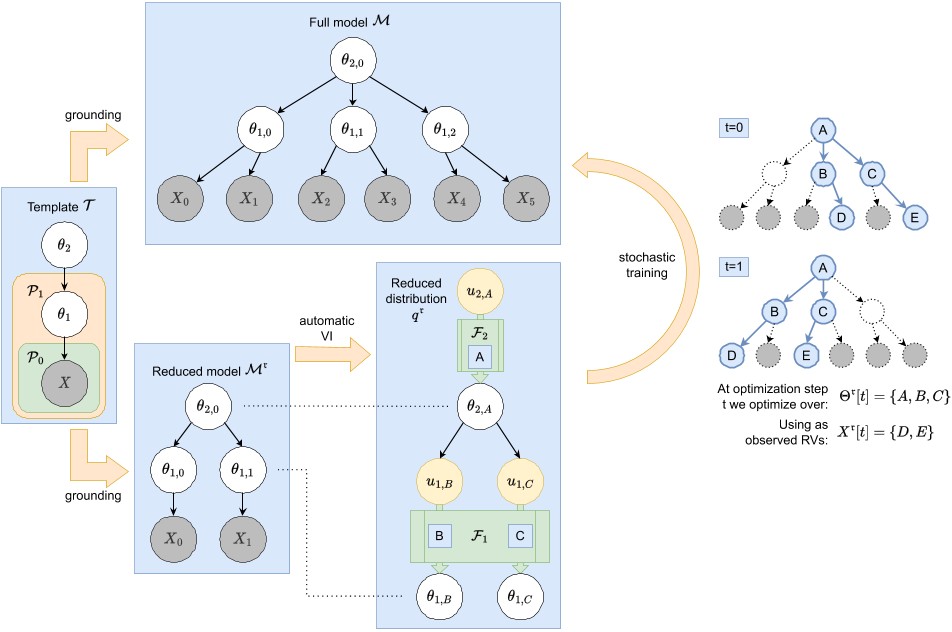 Full model ℳ
θ₂,₀
θ₁,₀ θ₁,₁ θ₁,₂
X₀ X₁ X₂ X₃ X₄ X₅
grounding
Template 𝒯
θ₂
𝒫₁
θ₁
𝒫₀
X
grounding
Reduced model ℳʳ
θ₂,₀
θ₁,₀ θ₁,₁
X₀ X₁
automatic
VI
Reduced
distribution
qʳ
u₂,A
ℱ₂
A
θ₂,A
u₁,B u₁,C
B ℱ₁ C
θ₁,B θ₁,C
stochastic
training
t=0
A
B C
D E
t=1
A
B C
D E
At optimization step
t we optimize over: Θʳ[t] = {A, B, C}
Using as
observed RVs: Xʳ[t] = {D, E}